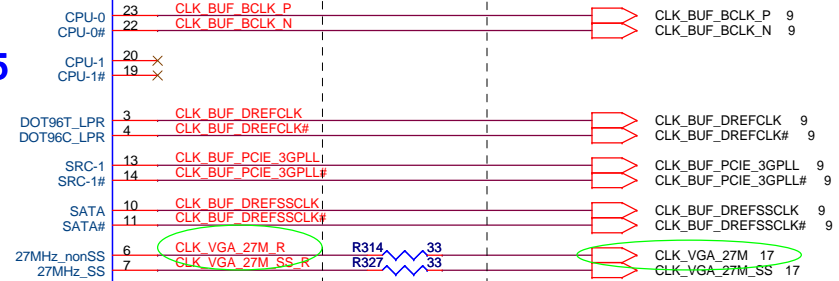 CPU-0 23 CLK_BUF_BCLK_P CLK_BUF_BCLK_P 9
CPU-0# 22 CLK_BUF_BCLK_N CLK_BUF_BCLK_N 9
5
CPU-1 20
CPU-1# 19
DOT96T_LPR 3 CLK_BUF_DREFCLK CLK_BUF_DREFCLK 9
DOT96C_LPR 4 CLK_BUF_DREFCLK# CLK_BUF_DREFCLK# 9
SRC-1 13 CLK_BUF_PCIE_3GPLL CLK_BUF_PCIE_3GPLL 9
SRC-1# 14 CLK_BUF_PCIE_3GPLL# CLK_BUF_PCIE_3GPLL# 9
SATA 10 CLK_BUF_DREFSSCLK CLK_BUF_DREFSSCLK 9
SATA# 11 CLK_BUF_DREFSSCLK# CLK_BUF_DREFSSCLK# 9
27MHz_nonSS 6 CLK_VGA_27M_R R314 33 CLK_VGA_27M 17
27MHz_SS 7 CLK_VGA_27M_SS_R R327 33 CLK_VGA_27M_SS 17